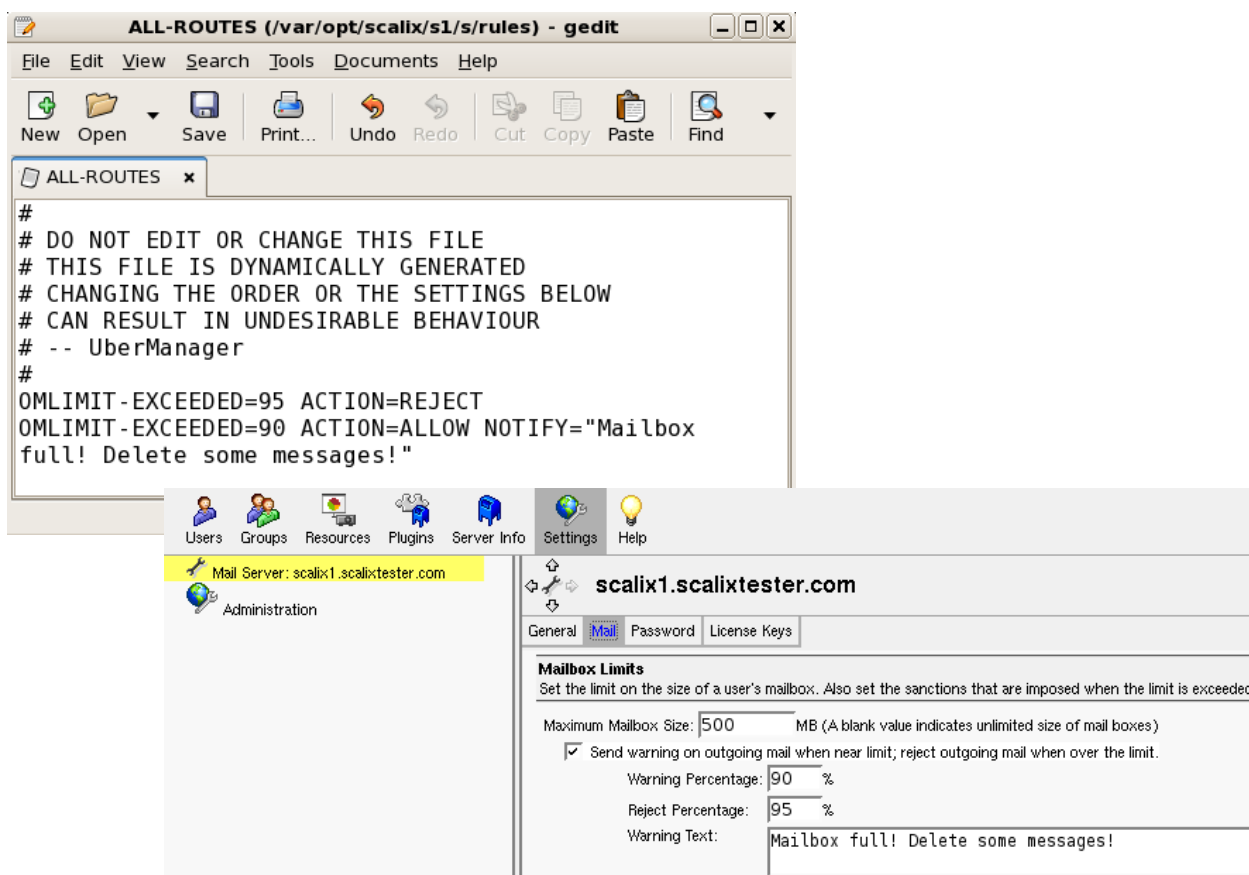 ALL-ROUTES (/var/opt/scalix/s1/s/rules) - gedit
File Edit View Search Tools Documents Help
New Open Save Print... Undo Redo Cut Copy Paste Find
ALL-ROUTES
#
# DO NOT EDIT OR CHANGE THIS FILE
# THIS FILE IS DYNAMICALLY GENERATED
# CHANGING THE ORDER OR THE SETTINGS BELOW
# CAN RESULT IN UNDESIRABLE BEHAVIOUR
# -- UberManager
#
OMLIMIT-EXCEEDED=95 ACTION=REJECT
OMLIMIT-EXCEEDED=90 ACTION=ALLOW NOTIFY="Mailbox
full! Delete some messages!"
Users Groups Resources Plugins Server Info Settings Help
Mail Server: scalix1.scalixtester.com
Administration
scalix1.scalixtester.com
General Mail Password License Keys
Mailbox Limits
Set the limit on the size of a user's mailbox. Also set the sanctions that are imposed when the limit is exceeded
Maximum Mailbox Size: 500 MB (A blank value indicates unlimited size of mail boxes)
Send warning on outgoing mail when near limit; reject outgoing mail when over the limit.
Warning Percentage: 90 %
Reject Percentage: 95 %
Warning Text: Mailbox full! Delete some messages!